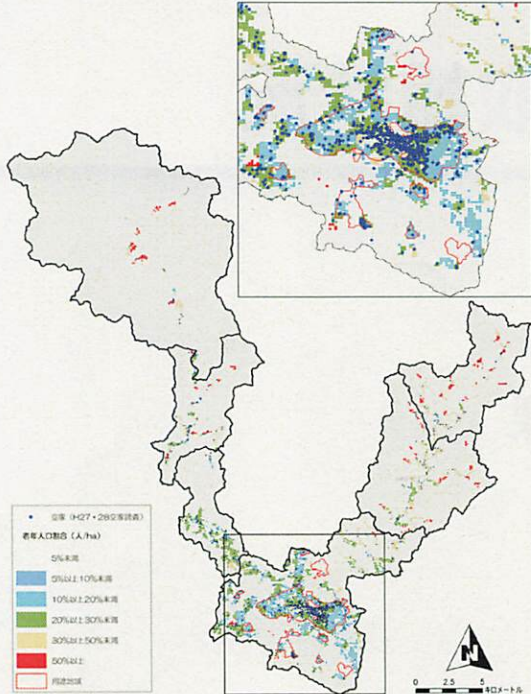 空家（H27・28空家調査）
老年人口割合（人/ha）
5%未満
5%以上10%未満
10%以上20%未満
20%以上30%未満
30%以上50%未満
50%以上
用途地域
N
0 2.5 5
キロメートル